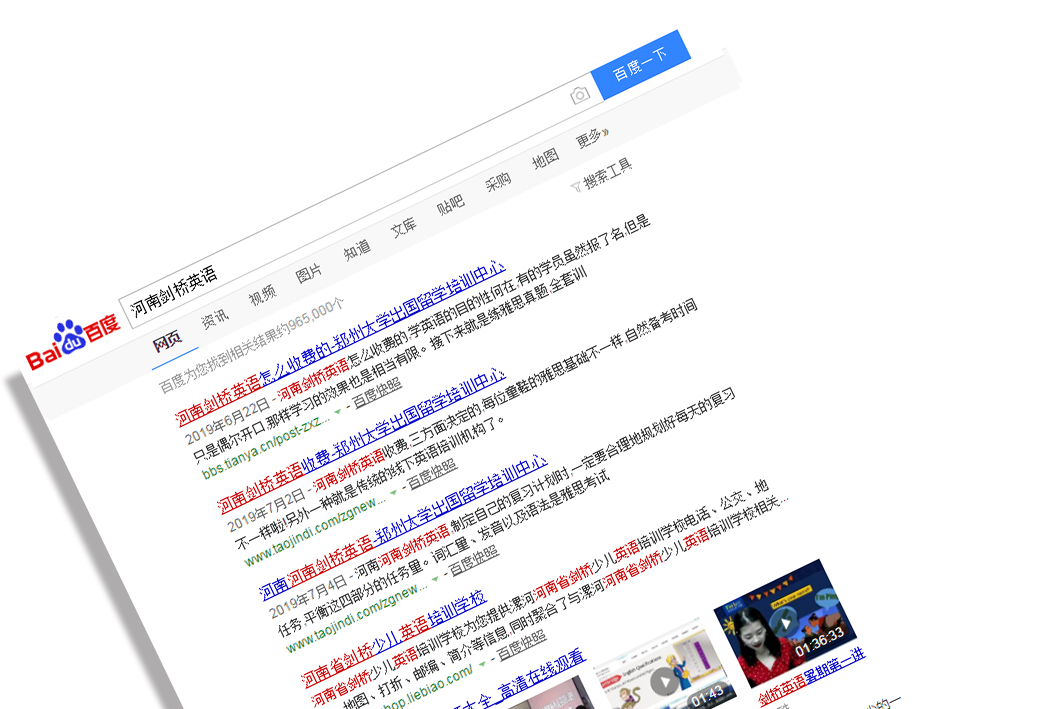 Bai du 百度
河南剑桥英语
百度一下
网页 资讯 视频 图片 知道 文库 贴吧 采购 地图 更多»
百度为您找到相关结果约965,000个
搜索工具
河南剑桥英语怎么收费的-郑州大学出国留学培训中心
2019年6月22日 - 河南剑桥英语怎么收费的,学英语的目的性何在,有的学员虽然报了名,但是
只是偶尔开口,那样学习的效果也是相当有限。接下来就是练雅思真题,全套训
bbs.tianya.cn/post-zxz... - 百度快照
河南剑桥英语收费-郑州大学出国留学培训中心
2019年7月2日 - 河南剑桥英语收费,三方面决定的,每位童鞋的雅思基础不一样,自然备考时间
不一样啦!另外一种就是传统的线下英语培训机构了。
www.taojindi.com/zgnew... - 百度快照
河南河南剑桥英语-郑州大学出国留学培训中心
2019年7月4日 - 河南河南剑桥英语,制定自己的复习计划时,一定要合理地规划好每天的复习
任务,平衡这四部分的任务量。词汇量、发音以及语法是雅思考试
www.taojindi.com/zgnew... - 百度快照
河南省剑桥少儿英语培训学校
河南省剑桥少儿英语培训学校为您提供:漯河河南省剑桥少儿英语培训学校电话、公交、地
地图、打折、邮编、简介等信息,同时聚合了与漯河河南省剑桥少儿英语培训学校相关...
hop.liebiao.com/ - 百度快照
大全_高清在线观看
01:43
01:36:33
剑桥英语暑期第一讲